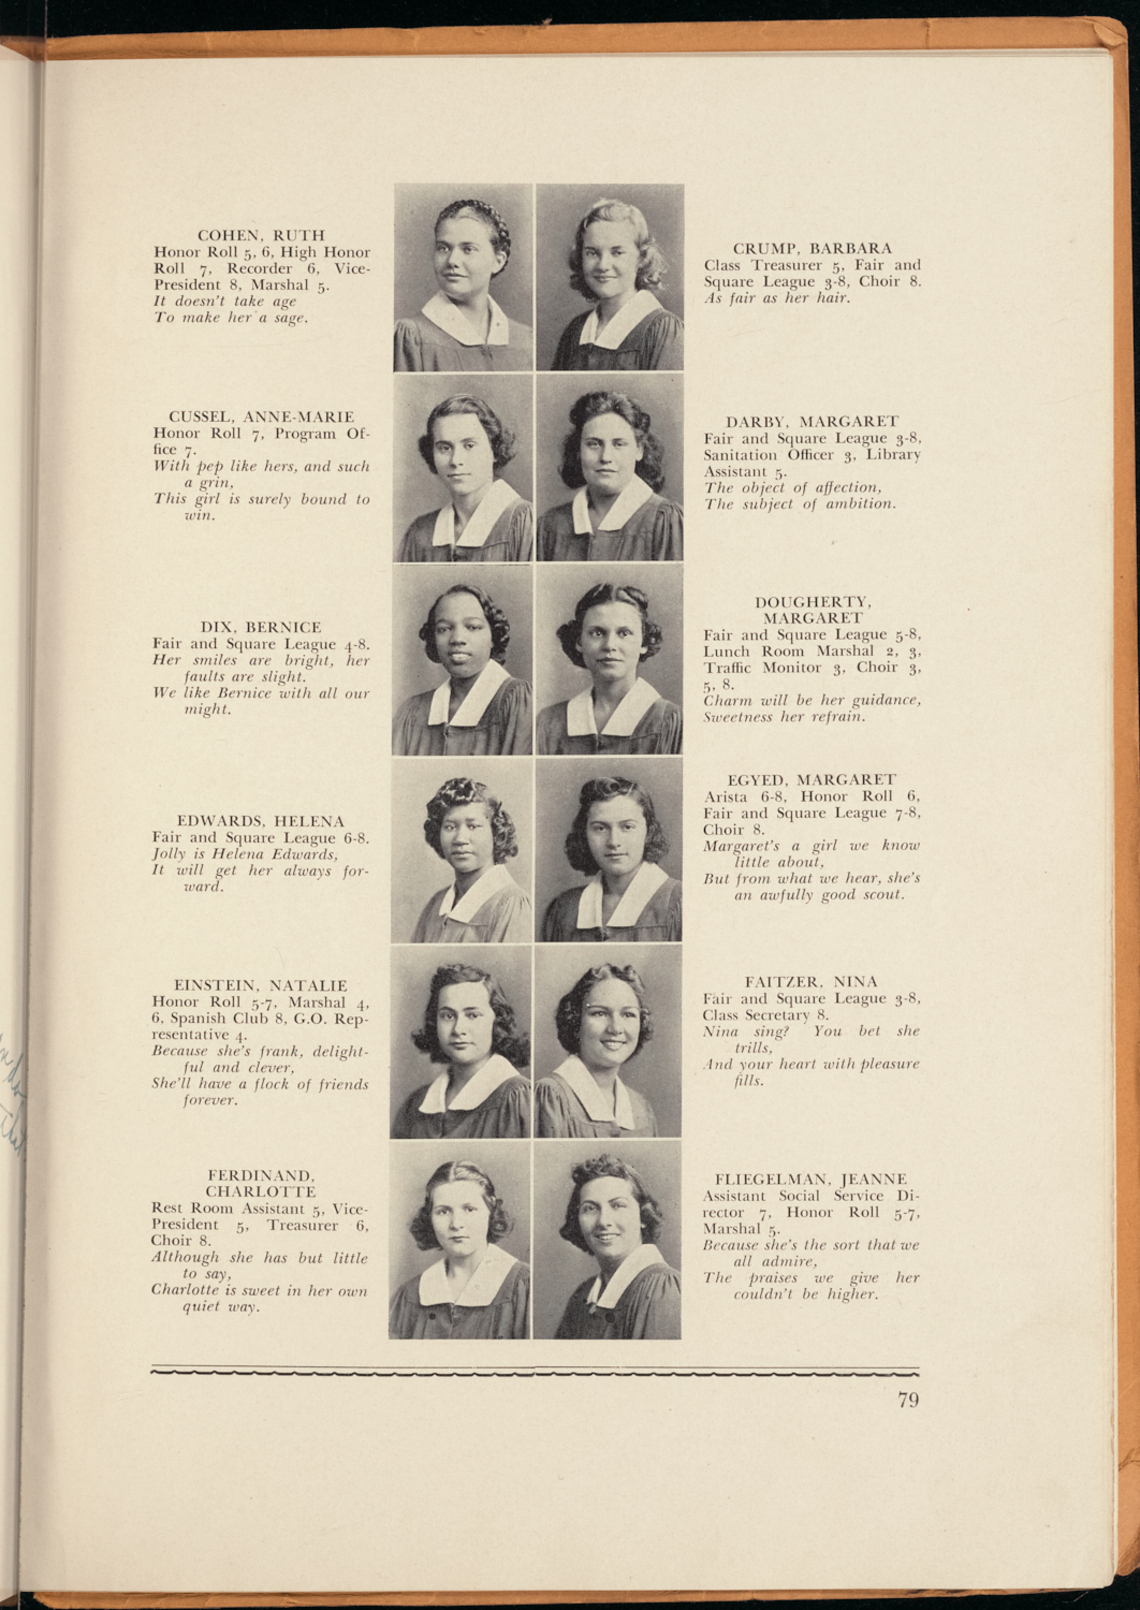 COHEN, RUTH
Honor Roll 5, 6, High Honor
Roll 7, Recorder 6, Vice-
President 8, Marshal 5.
It doesn't take age
To make her a sage.
CRUMP, BARBARA
Class Treasurer 5, Fair and
Square League 3-8, Choir 8.
As fair as her hair.
CUSSEL, ANNE-MARIE
Honor Roll 7, Program Of-
fice 7.
With pep like hers, and such
a grin,
This girl is surely bound to
win.
DARBY, MARGARET
Fair and Square League 3-8,
Sanitation Officer 3, Library
Assistant 5.
The object of affection,
The subject of ambition.
DIX, BERNICE
Fair and Square League 4-8.
Her smiles are bright, her
faults are slight.
We like Bernice with all our
might.
DOUGHERTY,
MARGARET
Fair and Square League 5-8,
Lunch Room Marshal 2, 3,
Traffic Monitor 3, Choir 3,
5, 8.
Charm will be her guidance,
Sweetness her refrain.
EDWARDS, HELENA
Fair and Square League 6-8.
Jolly is Helena Edwards,
It will get her always for-
ward.
EGYED, MARGARET
Arista 6-8, Honor Roll 6,
Fair and Square League 7-8,
Choir 8.
Margaret's a girl we know
little about,
But from what we hear, she's
an awfully good scout.
EINSTEIN, NATALIE
Honor Roll 5-7, Marshal 4,
6, Spanish Club 8, G.O. Rep-
resentative 4.
Because she's frank, delight-
ful and clever,
She'll have a flock of friends
forever.
FAITZER, NINA
Fair and Square League 3-8,
Class Secretary 8.
Nina sing? You bet she
trills,
And your heart with pleasure
fills.
FERDINAND,
CHARLOTTE
Rest Room Assistant 5, Vice-
President 5, Treasurer 6,
Choir 8.
Although she has but little
to say,
Charlotte is sweet in her own
quiet way.
FLIEGELMAN, JEANNE
Assistant Social Service Di-
rector 7, Honor Roll 5-7,
Marshal 5.
Because she's the sort that we
all admire,
The praises we give her
couldn't be higher.
79